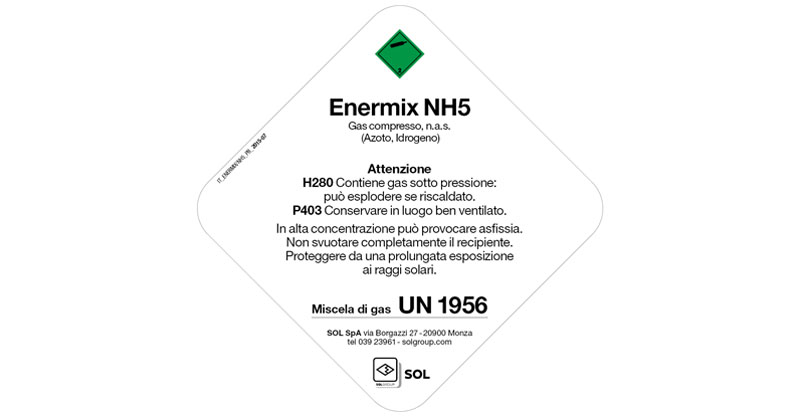 2
Enermix NH5
Gas compresso, n.a.s.
(Azoto, Idrogeno)
Attenzione
H280 Contiene gas sotto pressione:
può esplodere se riscaldato.
P403 Conservare in luogo ben ventilato.
In alta concentrazione può provocare asfissia.
Non svuotare completamente il recipiente.
Proteggere da una prolungata esposizione
ai raggi solari.
Miscela di gas UN 1956
SOL SpA via Borgazzi 27 - 20900 Monza
tel 039 23961 - solgroup.com
SOL